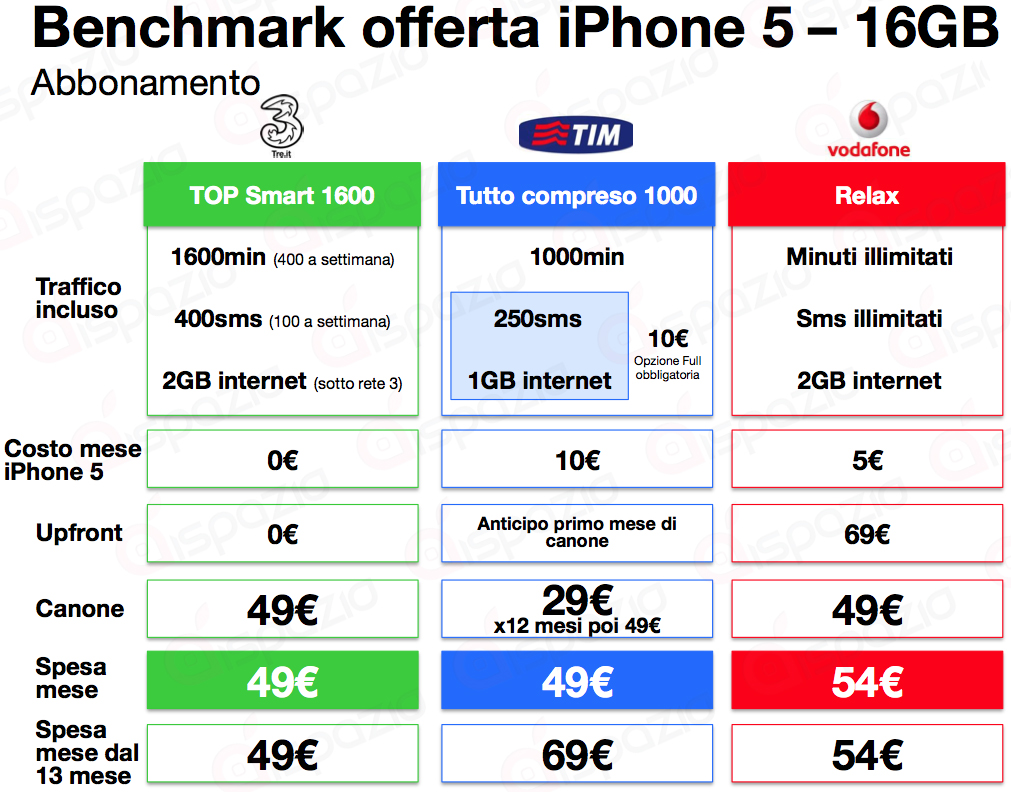 Benchmark offerta iPhone 5 – 16GB
Abbonamento
3
Tre.it
TIM
vodafone
TOP Smart 1600
Tutto compreso 1000
Relax
Traffico
incluso
1600min (400 a settimana)
400sms (100 a settimana)
2GB internet (sotto rete 3)
1000min
250sms
1GB internet
10€
Opzione Full
obbligatoria
Minuti illimitati
Sms illimitati
2GB internet
Costo mese
iPhone 5
0€
10€
5€
Upfront
0€
Anticipo primo mese di
canone
69€
Canone
49€
29€
x12 mesi poi 49€
49€
Spesa
mese
49€
49€
54€
Spesa
mese dal
13 mese
49€
69€
54€
aispazio